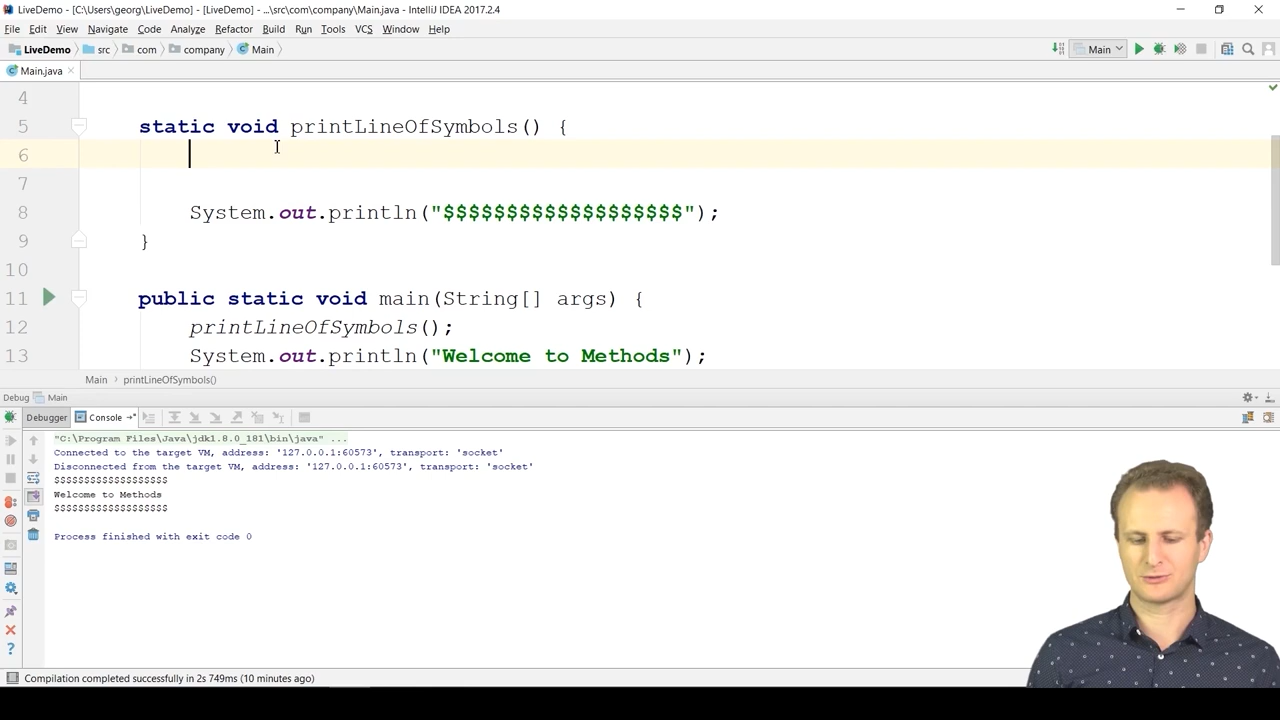 LiveDemo - [C:\Users\georg\LiveDemo] - [LiveDemo] - ...\src\com\company\Main.java - IntelliJ IDEA 2017.2.4
File Edit View Navigate Code Analyze Refactor Build Run Tools VCS Window Help
LiveDemo src com company Main Main
Main.java
4
5 static void printLineOfSymbols() {
6
7
8 System.out.println("$$$$$$$$$$$$$$$$$$$");
9 }
10
11 public static void main(String[] args) {
12 printLineOfSymbols();
13 System.out.println("Welcome to Methods");
Main printLineOfSymbols()
Debug Main
Debugger Console
"C:\Program Files\Java\jdk1.8.0_181\bin\java" ...
Connected to the target VM, address: '127.0.0.1:60573', transport: 'socket'
Disconnected from the target VM, address: '127.0.0.1:60573', transport: 'socket'
$$$$$$$$$$$$$$$$$$$
Welcome to Methods
$$$$$$$$$$$$$$$$$$$
Process finished with exit code 0
Compilation completed successfully in 2s 749ms (10 minutes ago)